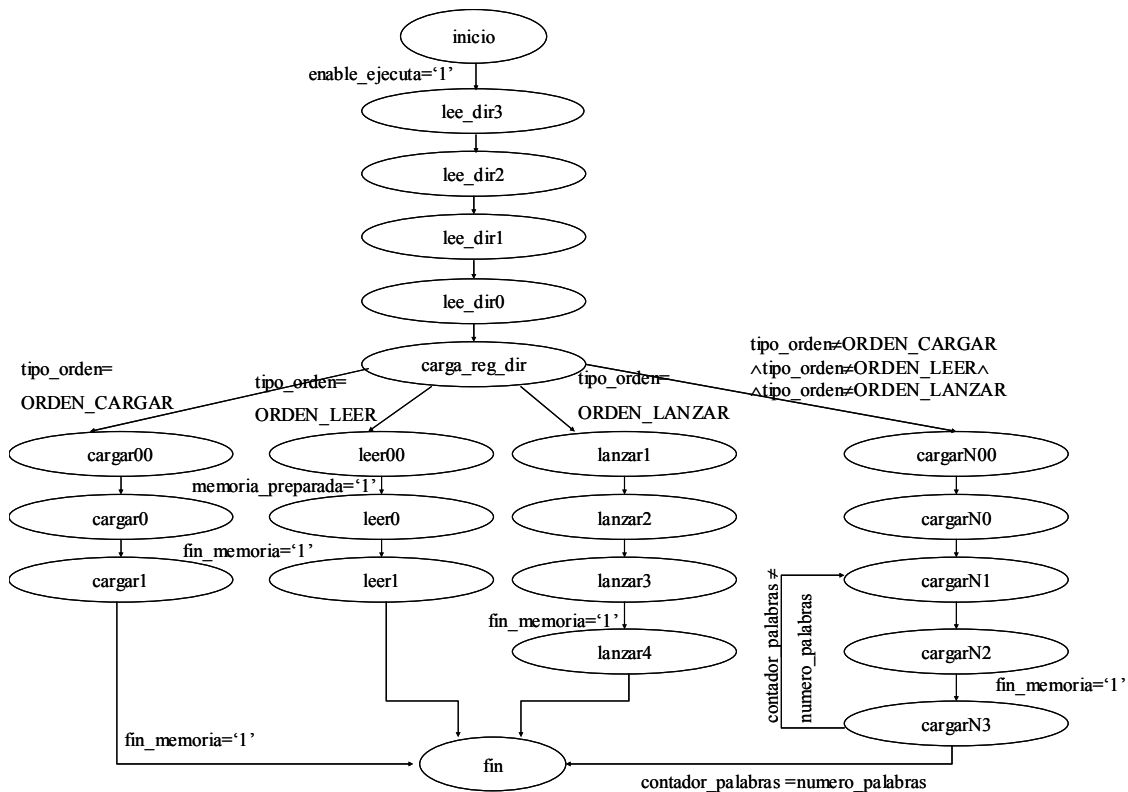 inicio
enable_ejecuta=‘1’
lee_dir3
lee_dir2
lee_dir1
lee_dir0
carga_reg_dir
tipo_orden=
ORDEN_CARGAR
tipo_orden=
ORDEN_LEER
tipo_orden=
ORDEN_LANZAR
tipo_orden≠ORDEN_CARGAR
∧tipo_orden≠ORDEN_LEER∧
∧tipo_orden≠ORDEN_LANZAR
cargar00
leer00
lanzar1
cargarN00
memoria_preparada=‘1’
cargar0
leer0
lanzar2
cargarN0
fin_memoria=‘1’
cargar1
leer1
lanzar3
cargarN1
contador_palabras ≠
numero_palabras
fin_memoria=‘1’
lanzar4
cargarN2
fin_memoria=‘1’
cargarN3
fin_memoria=‘1’
fin
contador_palabras =numero_palabras